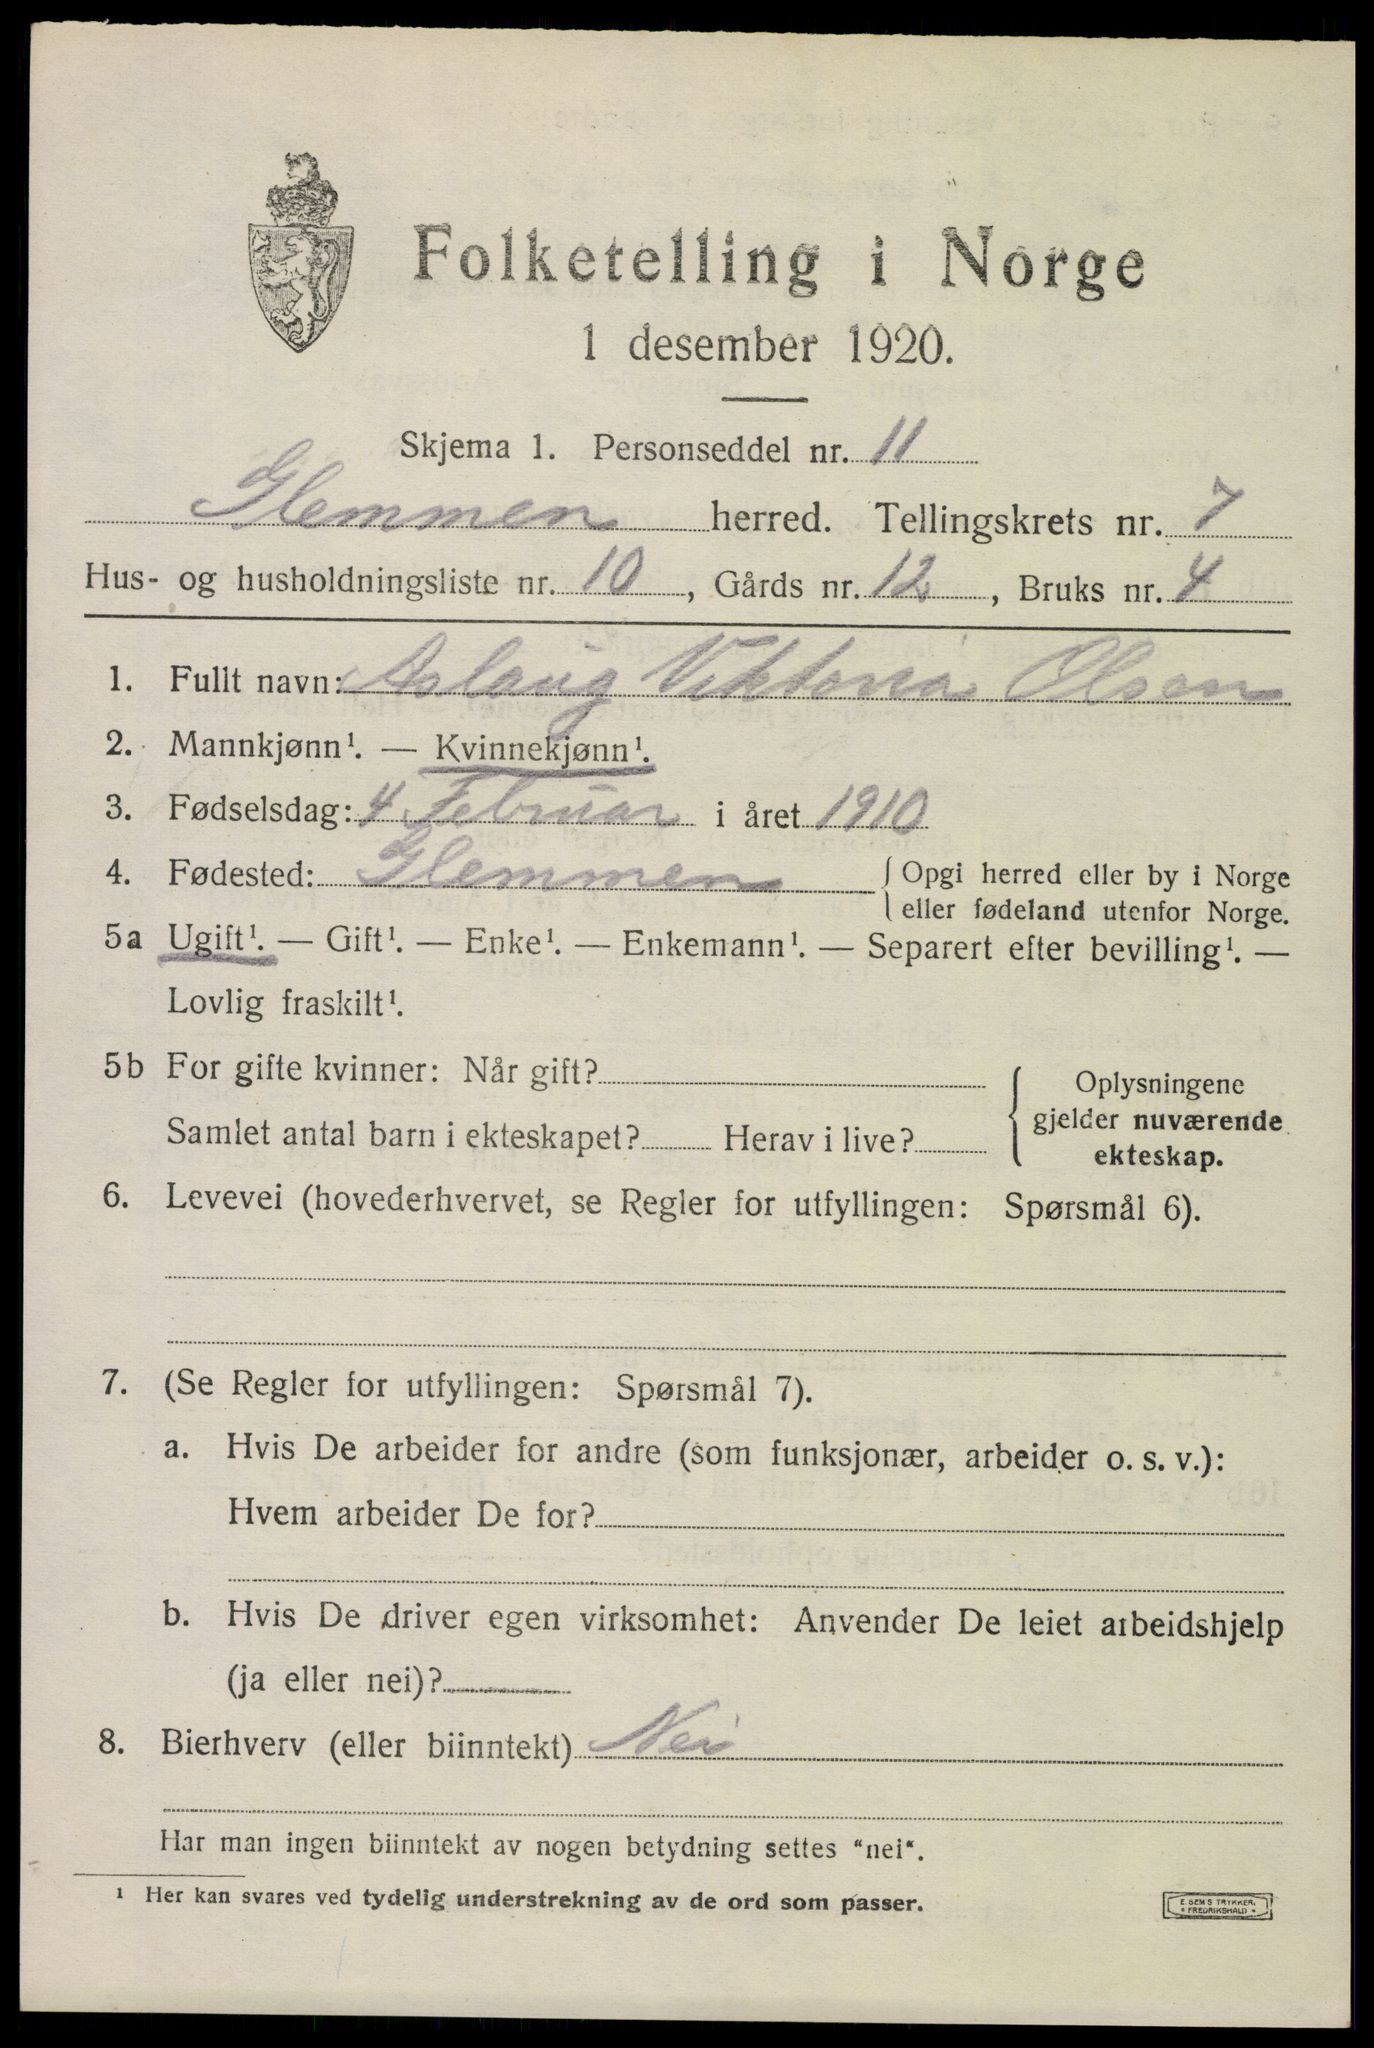 Folketelling i Norge
1 desember 1920.
Skjema 1. Personseddel nr. 11
Glemmen herred. Tellingskrets nr. 7
Hus- og husholdningsliste nr. 10, Gårds nr. 12, Bruks nr. 4
1. Fullt navn: Aslaug Viktoria Olsen
2. Mannkjønn¹. — Kvinnekjønn¹.
3. Fødselsdag: 4 Februar i året 1910
4. Fødested: Glemmen { Opgi herred eller by i Norge
eller fødeland utenfor Norge.
5a Ugift¹. — Gift¹. — Enke¹. — Enkemann¹. — Separert efter bevilling¹. —
Lovlig fraskilt¹.
5b For gifte kvinner: Når gift?
Samlet antal barn i ekteskapet? Herav i live?
{ Oplysningene
gjelder nuværende
ekteskap.
6. Levevei (hovederhvervet, se Regler for utfyllingen: Spørsmål 6).
7. (Se Regler for utfyllingen: Spørsmål 7).
a. Hvis De arbeider for andre (som funksjonær, arbeider o. s. v.):
Hvem arbeider De for?
b. Hvis De driver egen virksomhet: Anvender De leiet arbeidshjelp
(ja eller nei)?
8. Bierhverv (eller biinntekt) Nei
Har man ingen biinntekt av nogen betydning settes "nei".
¹ Her kan svares ved tydelig understrekning av de ord som passer.
E. SEMS TRYKKER.
FREDRIKSHALD